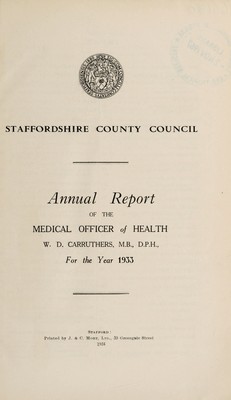 STAFFORDSHIRE COUNTY COUNCIL
Annual Report
OF THE
MEDICAL OFFICER of HEALTH
W. D. CARRUTHERS, M.B., D.P.H.,
For the Year 1933
STAFFORD:
Printed by J. & C. MORT, LTD., 39 Greengate Street
1934